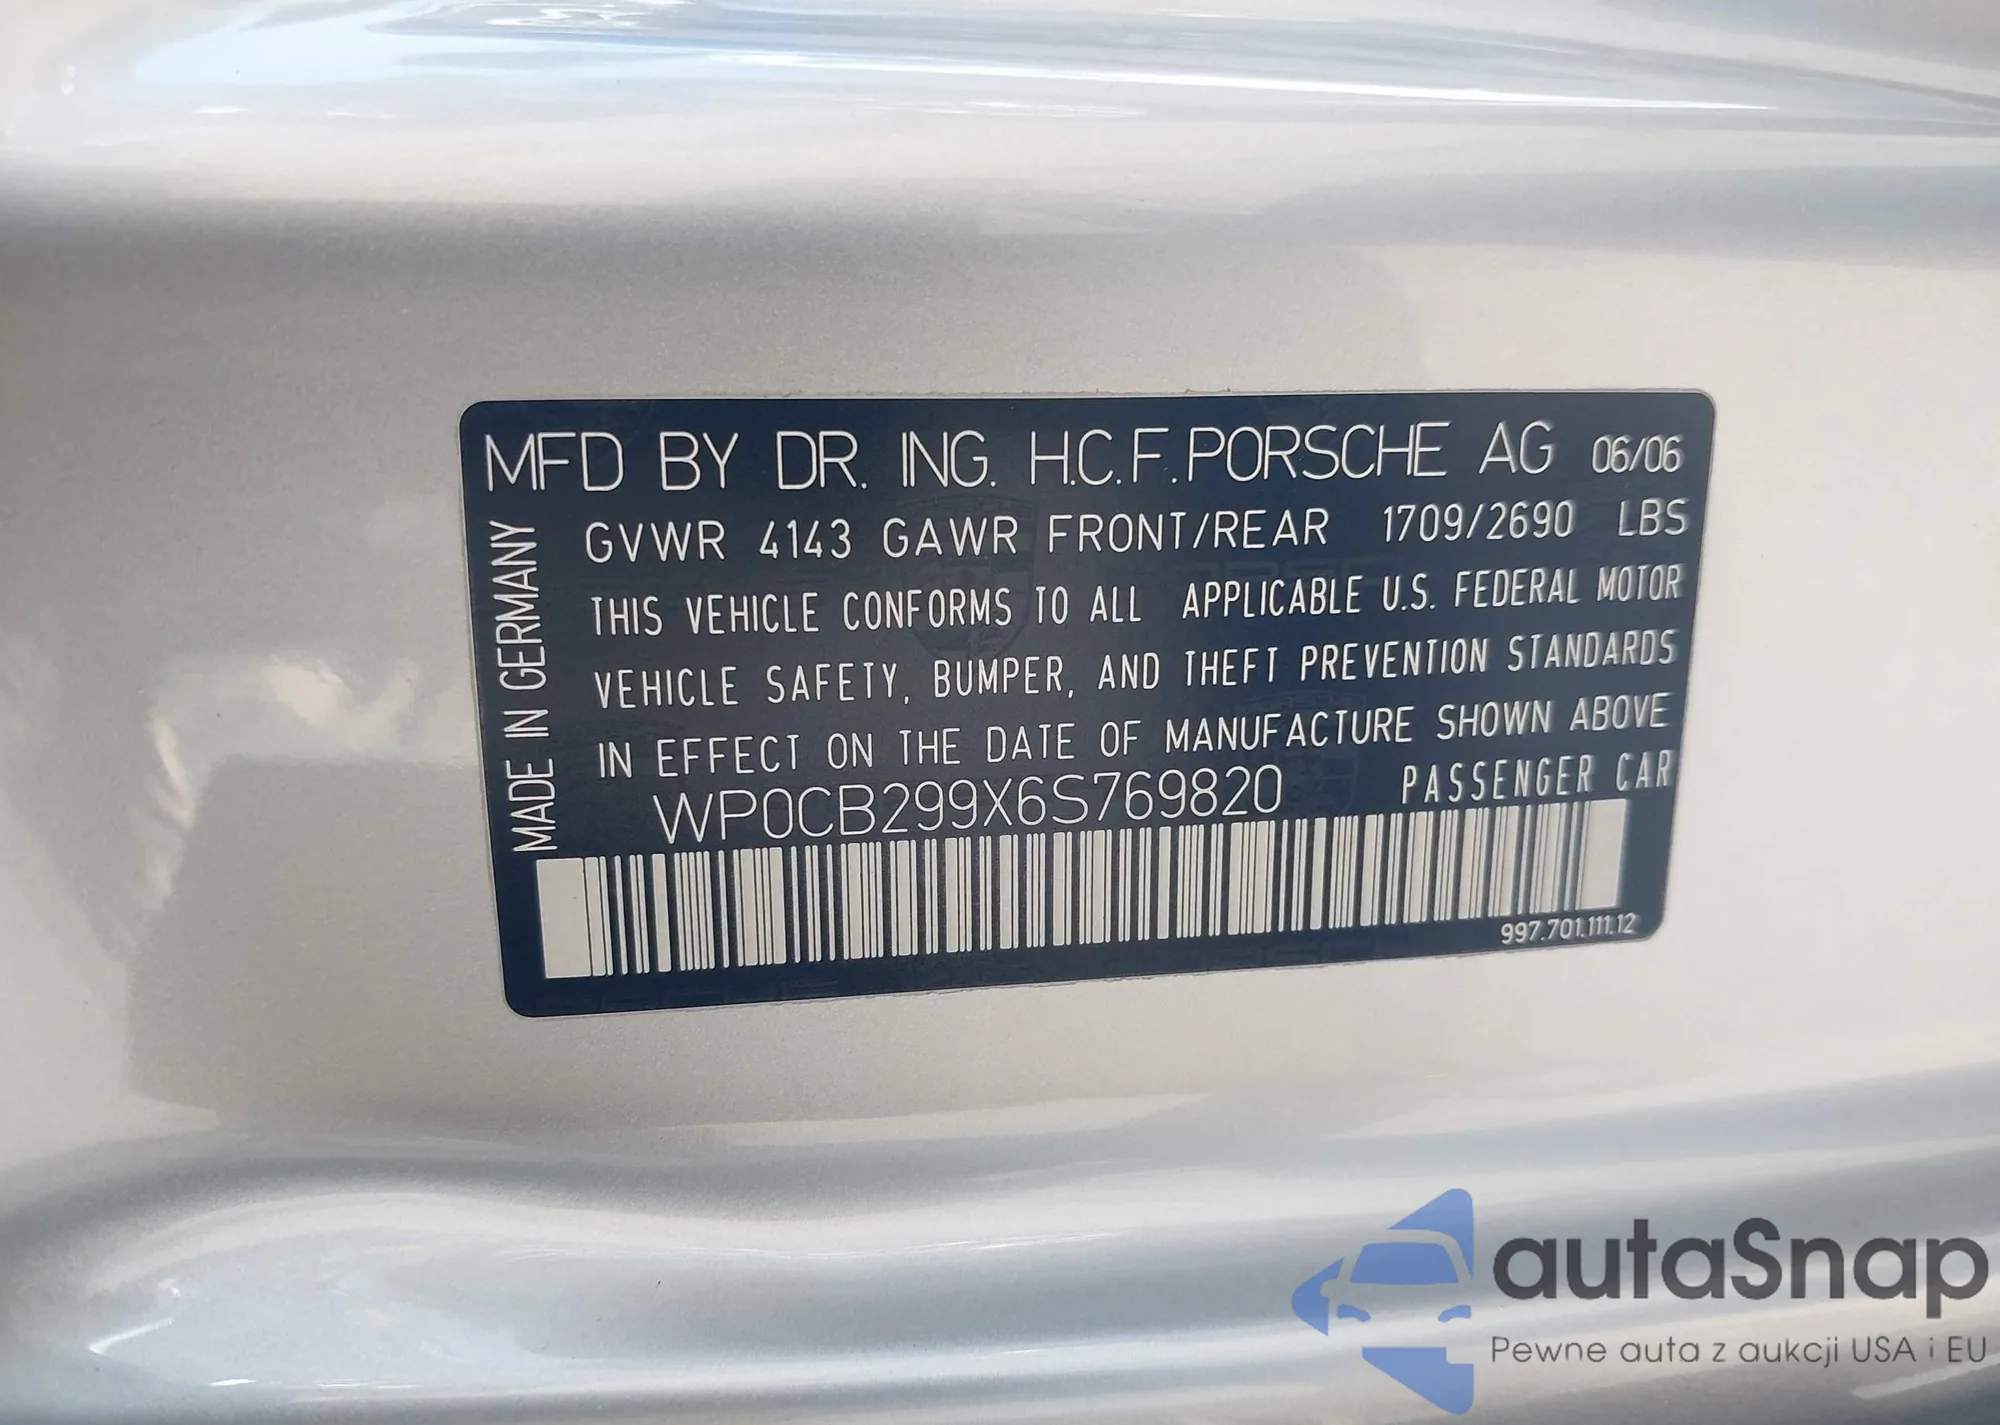 MFD BY DR. ING. H.C.F. PORSCHE AG 06/06
GVWR 4143 GAWR FRONT/REAR 1709/2690 LBS
THIS VEHICLE CONFORMS TO ALL APPLICABLE U.S. FEDERAL MOTOR
VEHICLE SAFETY, BUMPER, AND THEFT PREVENTION STANDARDS
IN EFFECT ON THE DATE OF MANUFACTURE SHOWN ABOVE
WP0CB299X6S769820 PASSENGER CAR
997.701.111.12
MADE IN GERMANY
autaSnap
Pewne auta z aukcji USA i EU